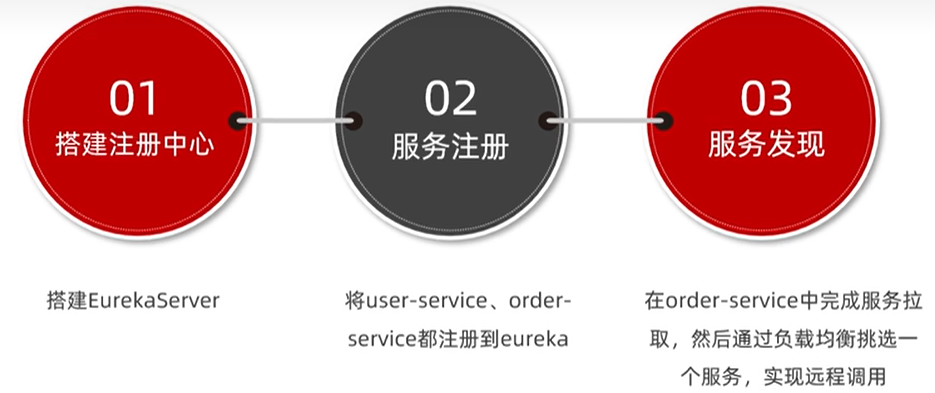 01
搭建注册中心
搭建EurekaServer
02
服务注册
将user-service、order-
service都注册到eureka
03
服务发现
在order-service中完成服务拉
取，然后通过负载均衡挑选一
个服务，实现远程调用